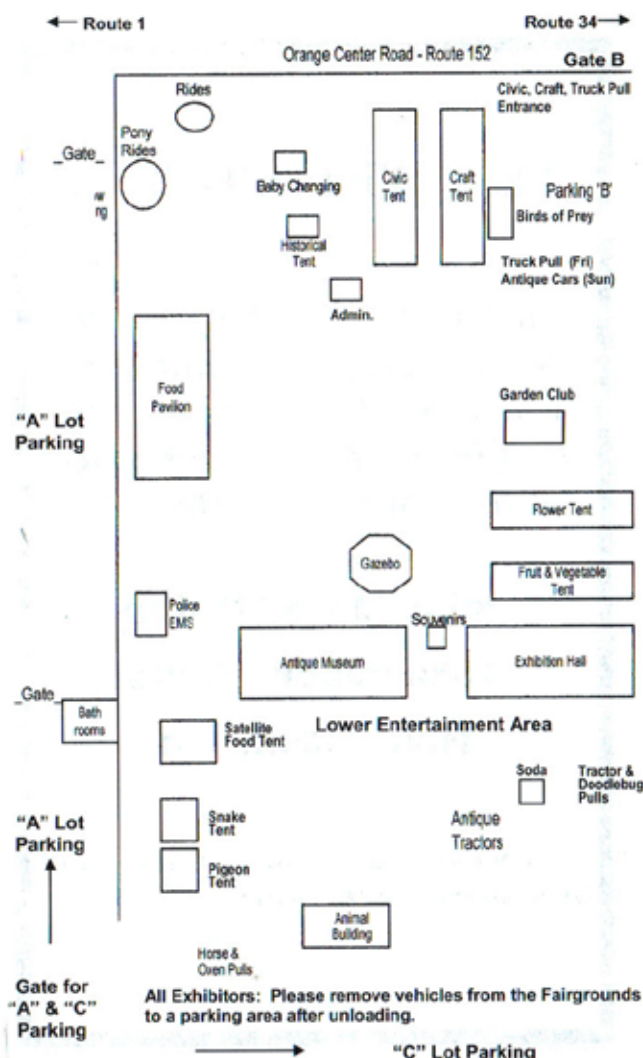 Route 1
Route 34
Orange Center Road - Route 152
Gate B
Rides
Civic, Craft, Truck Pull
Entrance
Pony
Rides
_Gate_
Baby Changing
Civic
Tent
Craft
Tent
Parking 'B'
Birds of Prey
Historical
Tent
Truck Pull (Fri)
Antique Cars (Sun)
Admin.
Food
Pavilion
"A" Lot
Parking
Garden Club
Flower Tent
Gazebo
Fruit & Vegetable
Tent
Police
EMS
Souvenirs
Antique Museum
Exhibition Hall
_Gate_
Bath
rooms
Satellite
Food Tent
Lower Entertainment Area
Soda
Tractor &
Doodlebug
Pulls
"A" Lot
Parking
Snake
Tent
Antique
Tractors
Pigeon
Tent
Animal
Building
Horse &
Oxen Pulls
Gate for
"A" & "C"
Parking
All Exhibitors: Please remove vehicles from the Fairgrounds
to a parking area after unloading.
"C" Lot Parking